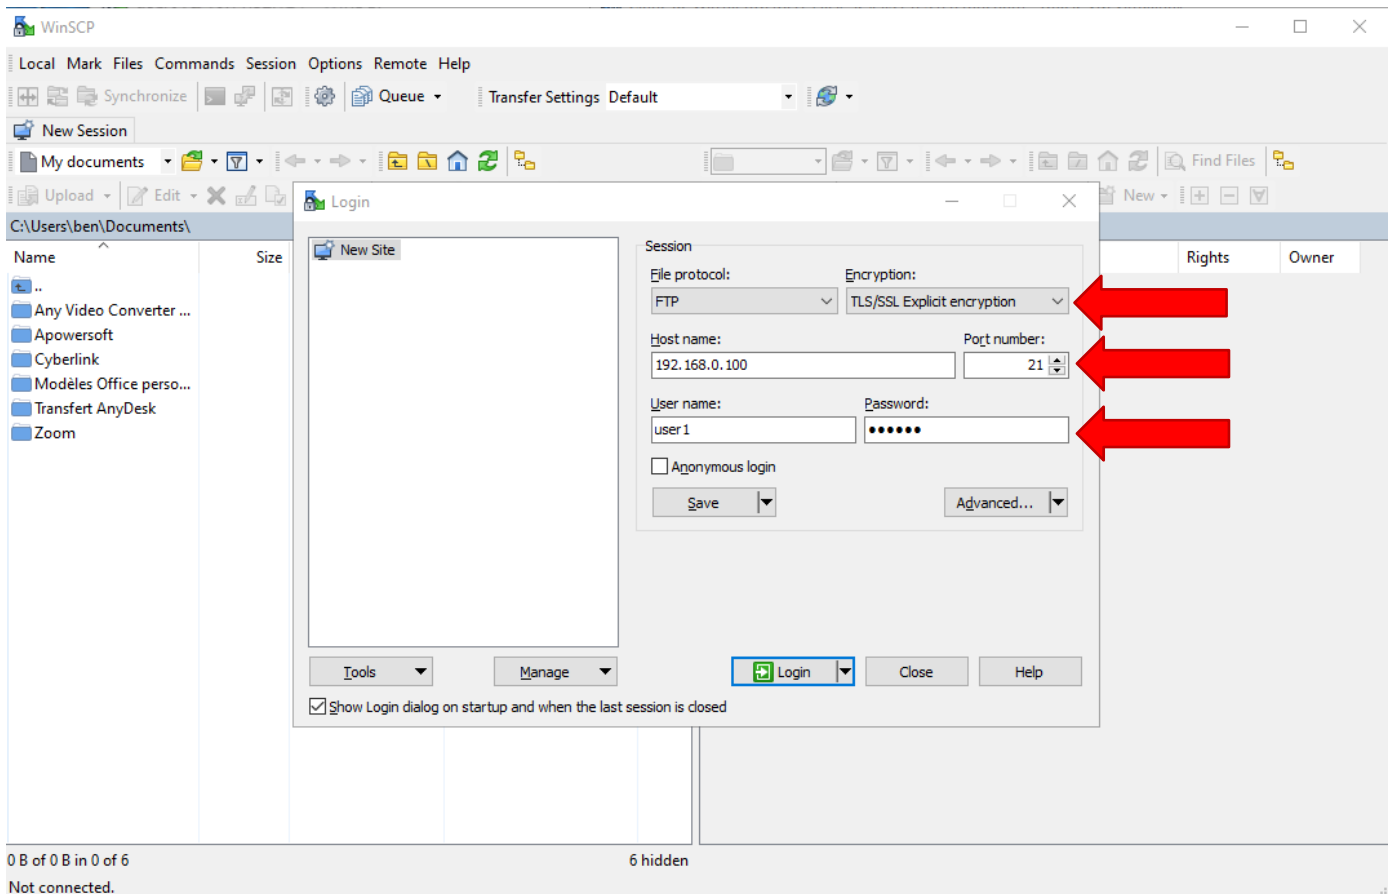 WinSCP
Local Mark Files Commands Session Options Remote Help
Synchronize Queue Transfer Settings Default
New Session
My documents Find Files
Upload Edit New
Login
C:\Users\ben\Documents\
Name Size Rights Owner
..
Any Video Converter ...
Apowersoft
Cyberlink
Modèles Office perso...
Transfert AnyDesk
Zoom
New Site
Session
File protocol: Encryption:
FTP TLS/SSL Explicit encryption
Host name: Port number:
192.168.0.100 21
User name: Password:
user1 ••••••
Anonymous login
Save Advanced...
Tools Manage Login Close Help
Show Login dialog on startup and when the last session is closed
0 B of 0 B in 0 of 6 6 hidden
Not connected.